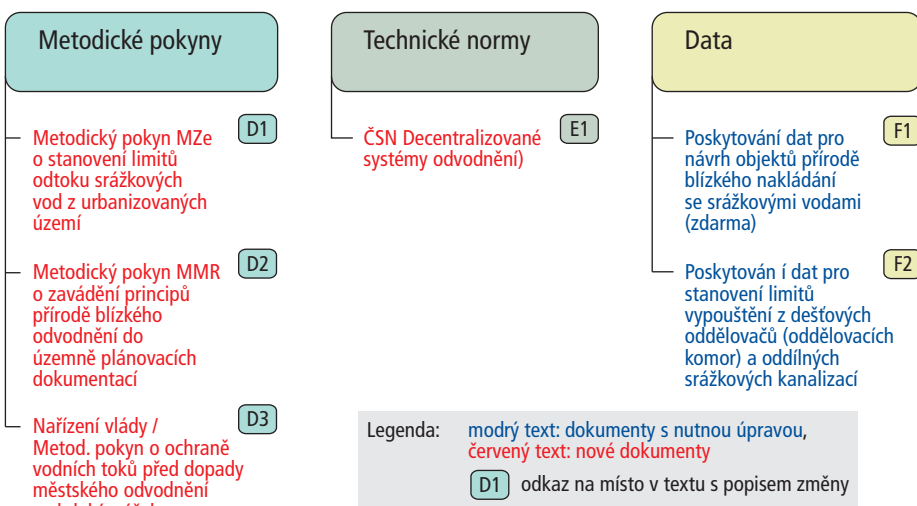 Metodické pokyny
Metodický pokyn MZe
o stanovení limitů
odtoku srážkových
vod z urbanizovaných
území
D1
Metodický pokyn MMR
o zavádění principů
přírodě blízkého
odvodnění do
územně plánovacích
dokumentací
D2
Nařízení vlády /
Metod. pokyn o ochraně
vodních toků před dopady
městského odvodnění
D3
Technické normy
ČSN Decentralizované
systémy odvodnění)
E1
Data
Poskytování dat pro
návrh objektů přírodě
blízkého nakládání
se srážkovými vodami
(zdarma)
F1
Poskytován í dat pro
stanovení limitů
vypouštění z dešťových
oddělovačů (oddělovacích
komor) a oddílných
srážkových kanalizací
F2
Legenda: modrý text: dokumenty s nutnou úpravou,
červený text: nové dokumenty
D1 odkaz na místo v textu s popisem změny